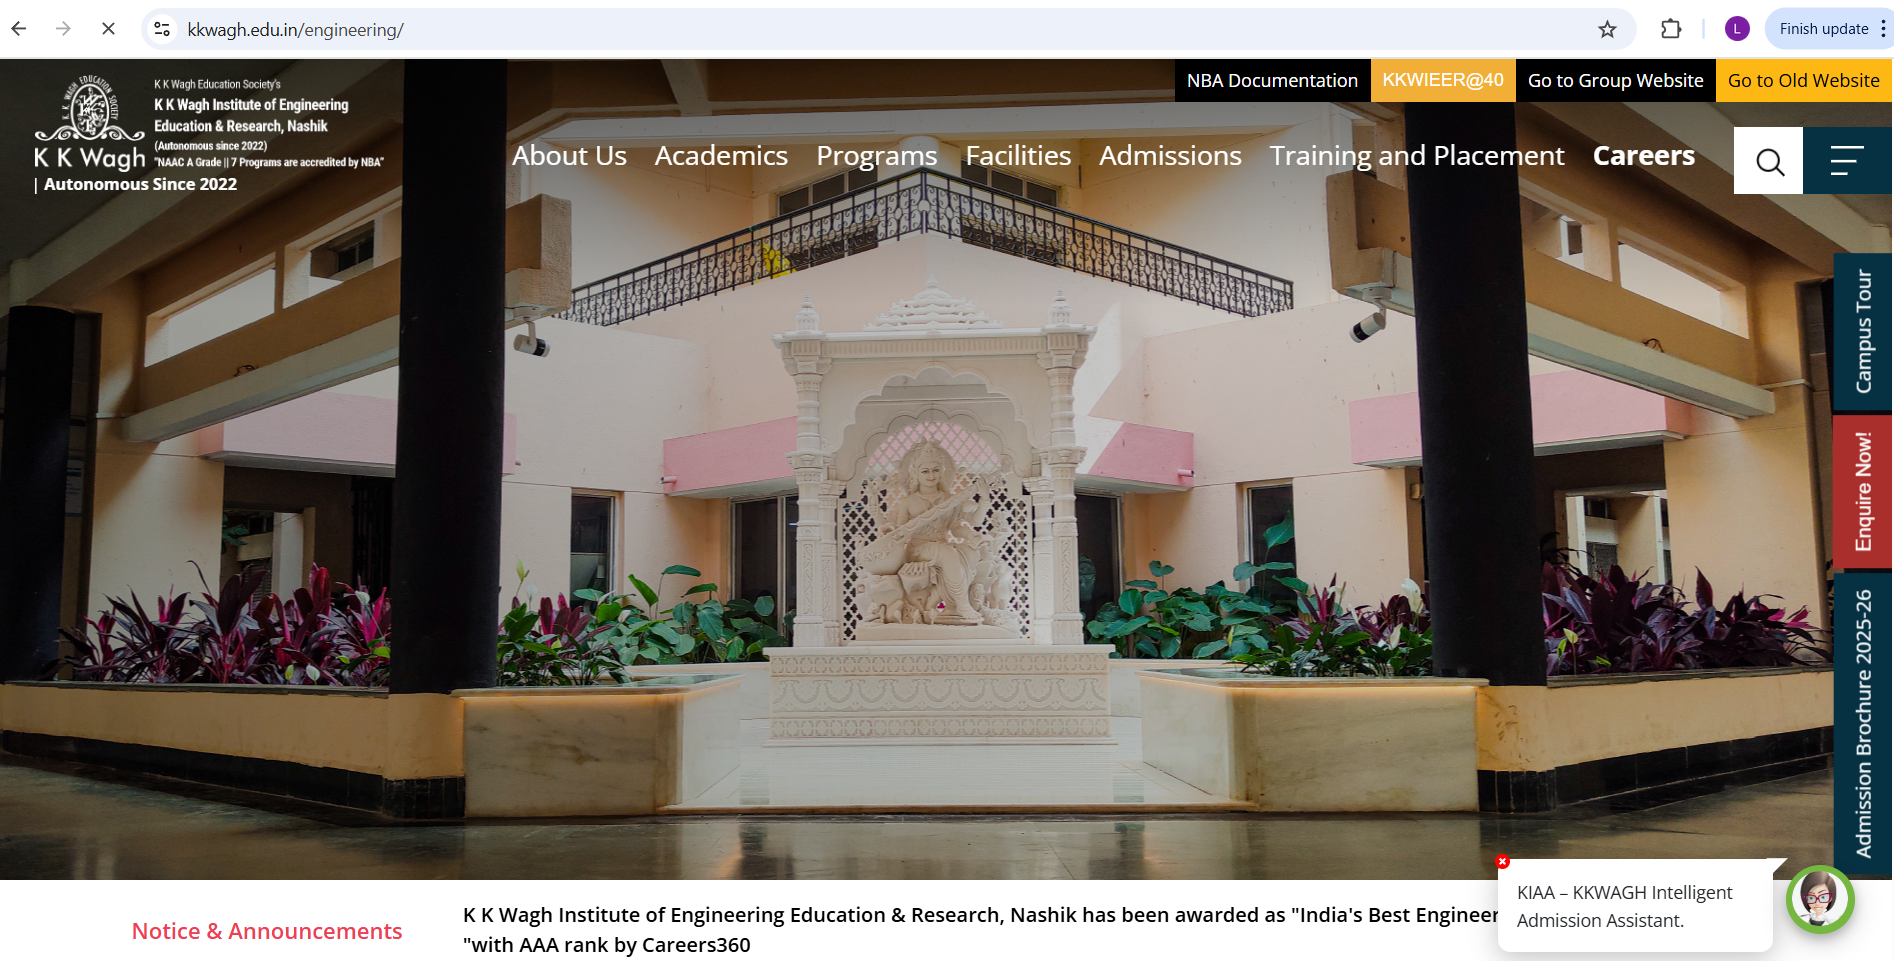 kkwagh.edu.in/engineering/
L
Finish update
NBA Documentation
KKWIEER@40
Go to Group Website
Go to Old Website
K K WAGH EDUCATION SOCIETY
K K Wagh
K K Wagh Education Society's
K K Wagh Institute of Engineering
Education & Research, Nashik
(Autonomous since 2022)
"NAAC A Grade || 7 Programs are accredited by NBA"
| Autonomous Since 2022
About Us
Academics
Programs
Facilities
Admissions
Training and Placement
Careers
Campus Tour
Enquire Now!
Admission Brochure 2025-26
Notice & Announcements
K K Wagh Institute of Engineering Education & Research, Nashik has been awarded as "India's Best Engineer
"with AAA rank by Careers360
KIAA – KKWAGH Intelligent
Admission Assistant.